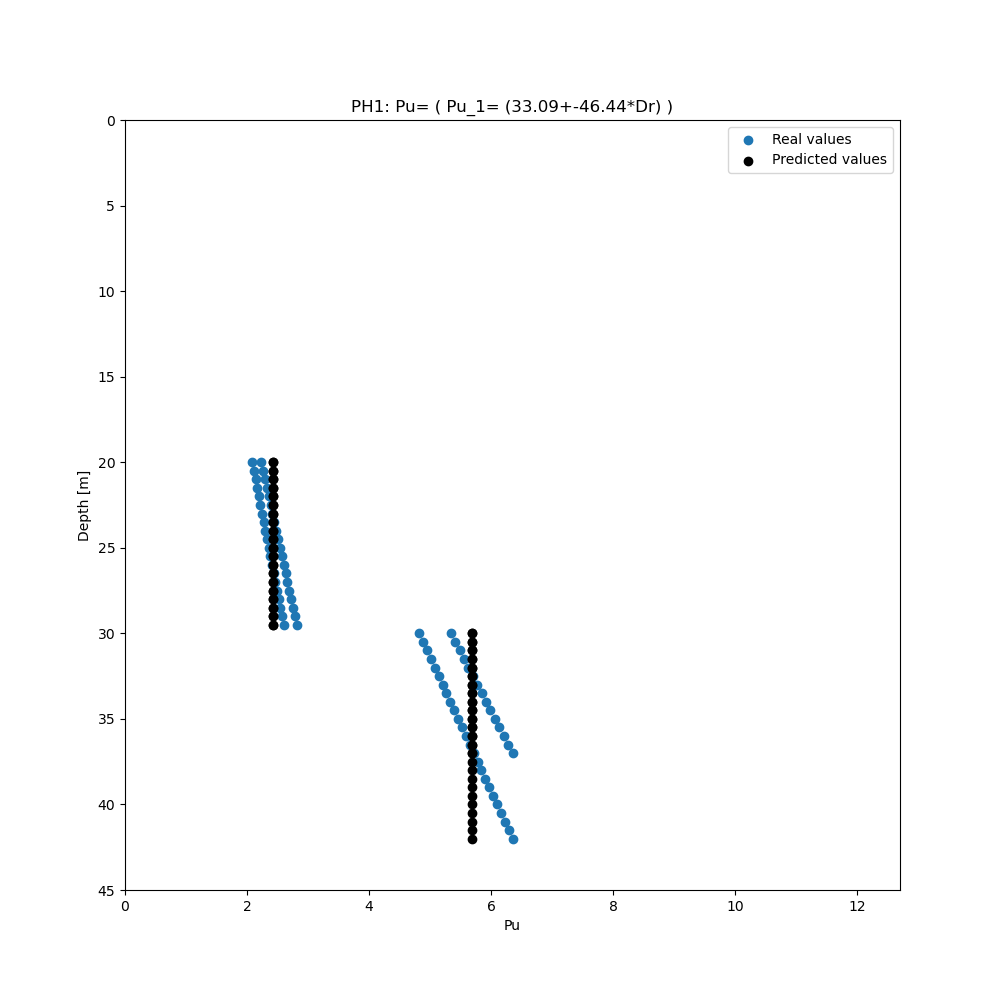 PH1: Pu= ( Pu_1= (33.09+-46.44*Dr) )
Real values
Predicted values
0
5
10
15
20
25
30
35
40
45
Depth [m]
0 2 4 6 8 10 12
Pu